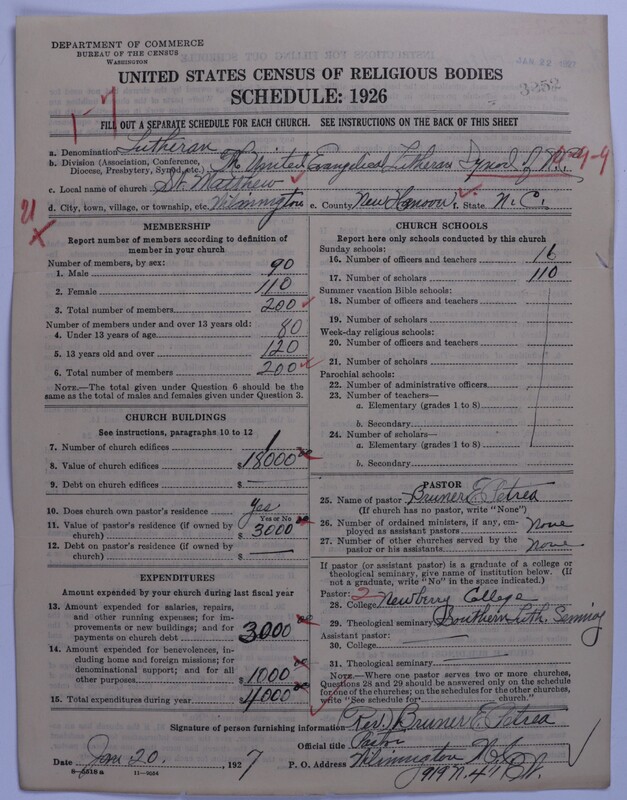 DEPARTMENT OF COMMERCE
BUREAU OF THE CENSUS
WASHINGTON
JAN 22 1927
3252
UNITED STATES CENSUS OF RELIGIOUS BODIES
SCHEDULE: 1926
1-7
FILL OUT A SEPARATE SCHEDULE FOR EACH CHURCH. SEE INSTRUCTIONS ON THE BACK OF THIS SHEET
a. Denomination Lutheran
b. Division (Association, Conference, Diocese, Presbytery, Synod, etc.) The United Evangelical Lutheran Synod of N.C.
c. Local name of church St. Matthew
d. City, town, village, or township, etc. Wilmington e. County New Hanover f. State N.C.
MEMBERSHIP
Report number of members according to definition of
member in your church
Number of members, by sex:
1. Male 90
2. Female 110
3. Total number of members 200
Number of members under and over 13 years old:
4. Under 13 years of age 80
5. 13 years old and over 120
6. Total number of members 200
NOTE.—The total given under Question 6 should be the
same as the total of males and females given under Question 3.
CHURCH BUILDINGS
See instructions, paragraphs 10 to 12
7. Number of church edifices 1
8. Value of church edifices $ 18000 00
9. Debt on church edifices $ —
10. Does church own pastor's residence yes
Yes or No
11. Value of pastor's residence (if owned by
church) $ 3000 00
12. Debt on pastor's residence (if owned by
church) $ —
EXPENDITURES
Amount expended by your church during last fiscal year
13. Amount expended for salaries, repairs,
and other running expenses; for im-
provements or new buildings; and for
payments on church debt $ 3000 00
14. Amount expended for benevolences,
including home and foreign missions; for
denominational support; and for all
other purposes $ 1000 00
15. Total expenditures during year $ 4000 00
CHURCH SCHOOLS
Report here only schools conducted by this church
Sunday schools:
16. Number of officers and teachers 16
17. Number of scholars 110
Summer vacation Bible schools:
18. Number of officers and teachers
19. Number of scholars
Week-day religious schools:
20. Number of officers and teachers
21. Number of scholars
Parochial schools:
22. Number of administrative officers
23. Number of teachers—
a. Elementary (grades 1 to 8)
b. Secondary
24. Number of scholars—
a. Elementary (grades 1 to 8)
b. Secondary
PASTOR
25. Name of pastor Bruner E. Petrea
(If church has no pastor, write "None")
26. Number of ordained ministers, if any, em-
ployed as assistant pastors None
27. Number of other churches served by the
pastor or his assistants None
If pastor (or assistant pastor) is a graduate of a college or
theological seminary, give name of institution below. (If
not a graduate, write "No" in the space indicated.)
Pastor: 2
28. College Newberry College
29. Theological seminary Southern Luth. Seminary
Assistant pastor:
30. College —
31. Theological seminary —
NOTE.—Where one pastor serves two or more churches,
Questions 28 and 29 should be answered only on the schedule
for one of the churches; on the schedules for the other churches,
write "See schedule for church."
Signature of person furnishing information (Rev.) Bruner E. Petrea
Official title Pastor
Date Jan 20., 1927 P. O. Address Wilmington N.C.
8-6818a 11-9064 919 N. 4th St.